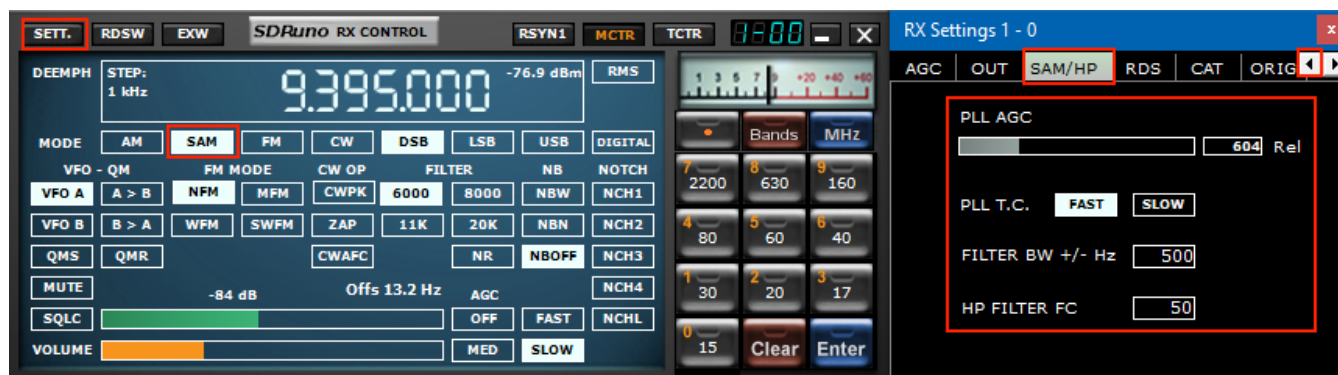 SETT. RDSW EXW SDRuno RX CONTROL RSYN1 MCTR TCTR 1-00 RX Settings 1 - 0 x
DEEMPH STEP: 9.395.000 -76.9 dBm RMS 1 3 5 7 9 +20 +40 +60 AGC OUT SAM/HP RDS CAT ORIG
1 kHz
PLL AGC
MODE AM SAM FM CW DSB LSB USB DIGITAL • Bands MHz
604 Rel
VFO - QM FM MODE CW OP FILTER NB NOTCH
VFO A A > B NFM MFM CWPK 6000 8000 NBW NCH1 7 2200 8 630 9 160
PLL T.C. FAST SLOW
VFO B B > A WFM SWFM ZAP 11K 20K NBN NCH2 4 80 5 60 6 40
QMS QMR CWAFC NR NBOFF NCH3 FILTER BW +/- Hz 500
MUTE -84 dB Offs 13.2 Hz AGC NCH4 1 30 2 20 3 17
HP FILTER FC 50
SQLC OFF FAST NCHL
VOLUME MED SLOW 0 15 Clear Enter